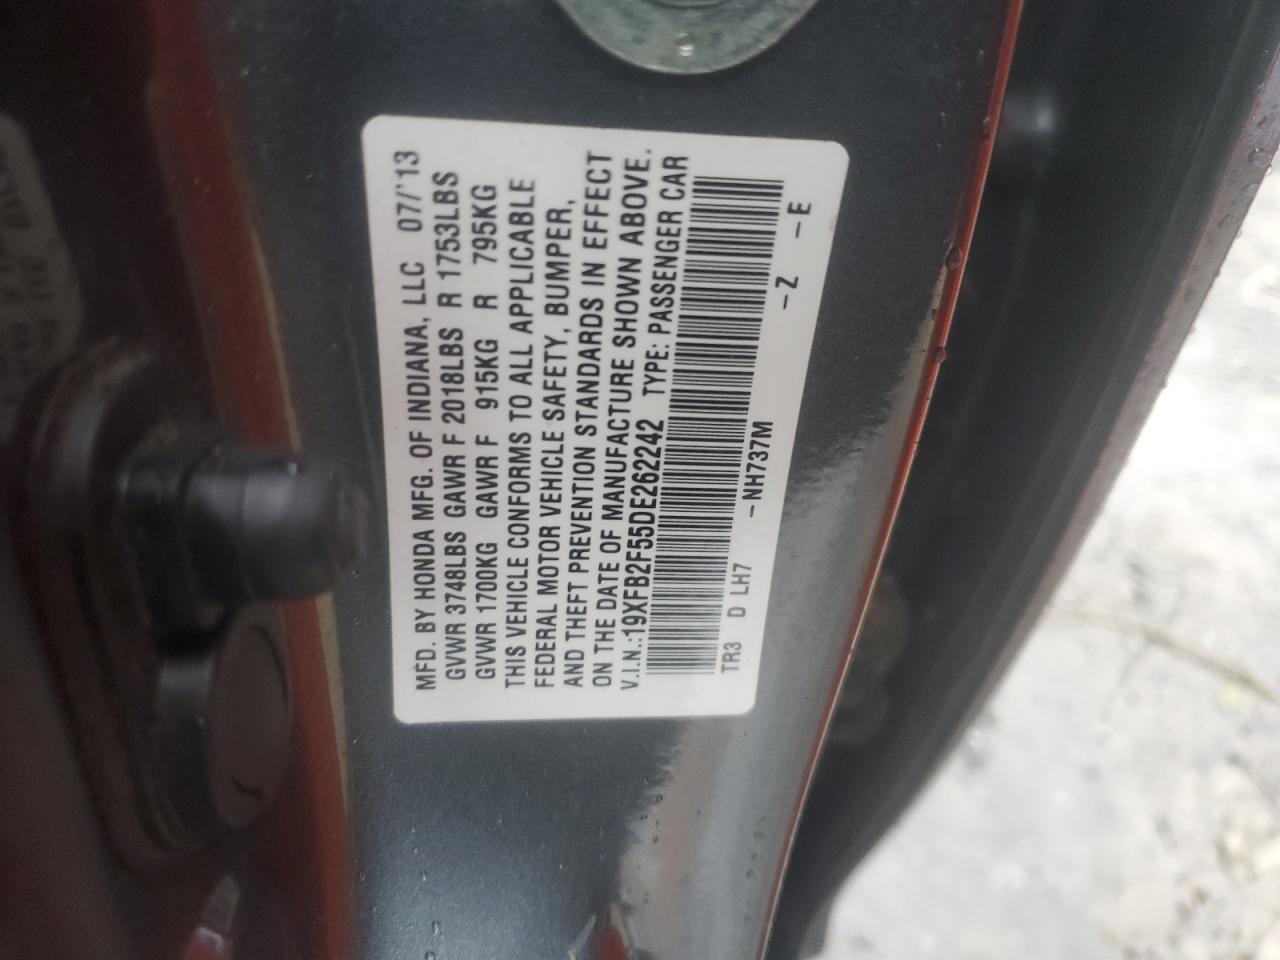 MFD. BY HONDA MFG. OF INDIANA, LLC 07/'13
GVWR 3748LBS GAWR F 2018LBS R 1753LBS
GVWR 1700KG GAWR F 915KG R 795KG
THIS VEHICLE CONFORMS TO ALL APPLICABLE
FEDERAL MOTOR VEHICLE SAFETY, BUMPER,
AND THEFT PREVENTION STANDARDS IN EFFECT
ON THE DATE OF MANUFACTURE SHOWN ABOVE.
V.I.N.:19XFB2F55DE262242 TYPE: PASSENGER CAR
TR3 D LH7 -NH737M -Z -E